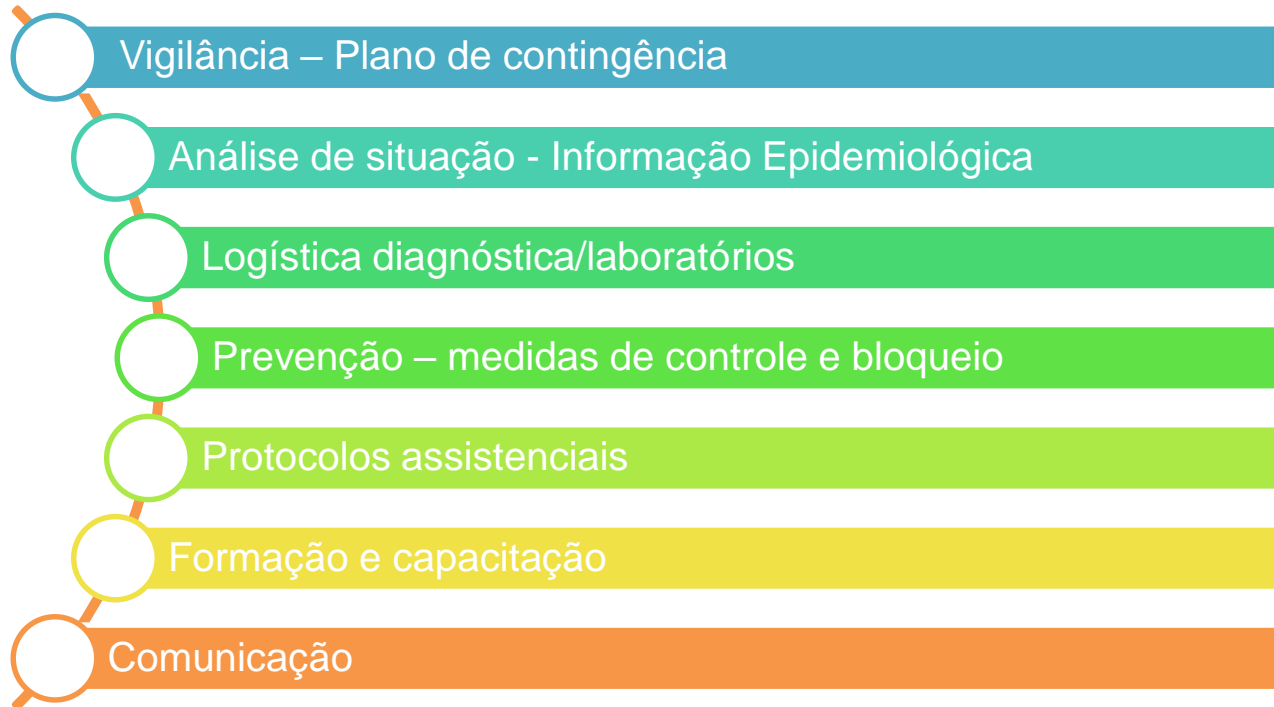 Vigilância – Plano de contingência
Análise de situação - Informação Epidemiológica
Logística diagnóstica/laboratórios
Prevenção – medidas de controle e bloqueio
Protocolos assistenciais
Formação e capacitação
Comunicação